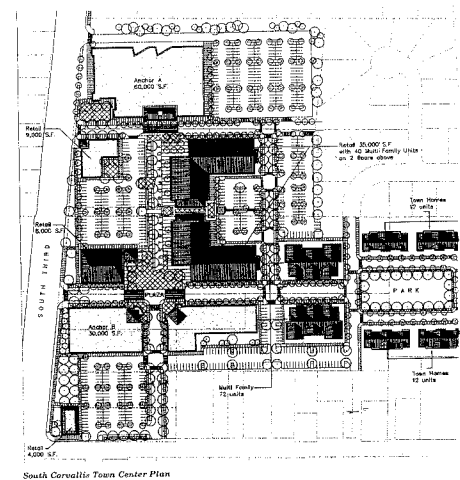 Anchor A
60,000 S.F.
Retail
9,000 S.F.
Retail 35,000 S.F.
with 40 Multi Family Units
on 2 floors above
Town Homes
12 units
Retail
8,000 S.F.
SOUTH THIRD
PLAZA
PARK
Anchor B
30,000 S.F.
Multi Family
72 units
Town Homes
12 units
Retail
4,000 S.F.
South Corvallis Town Center Plan